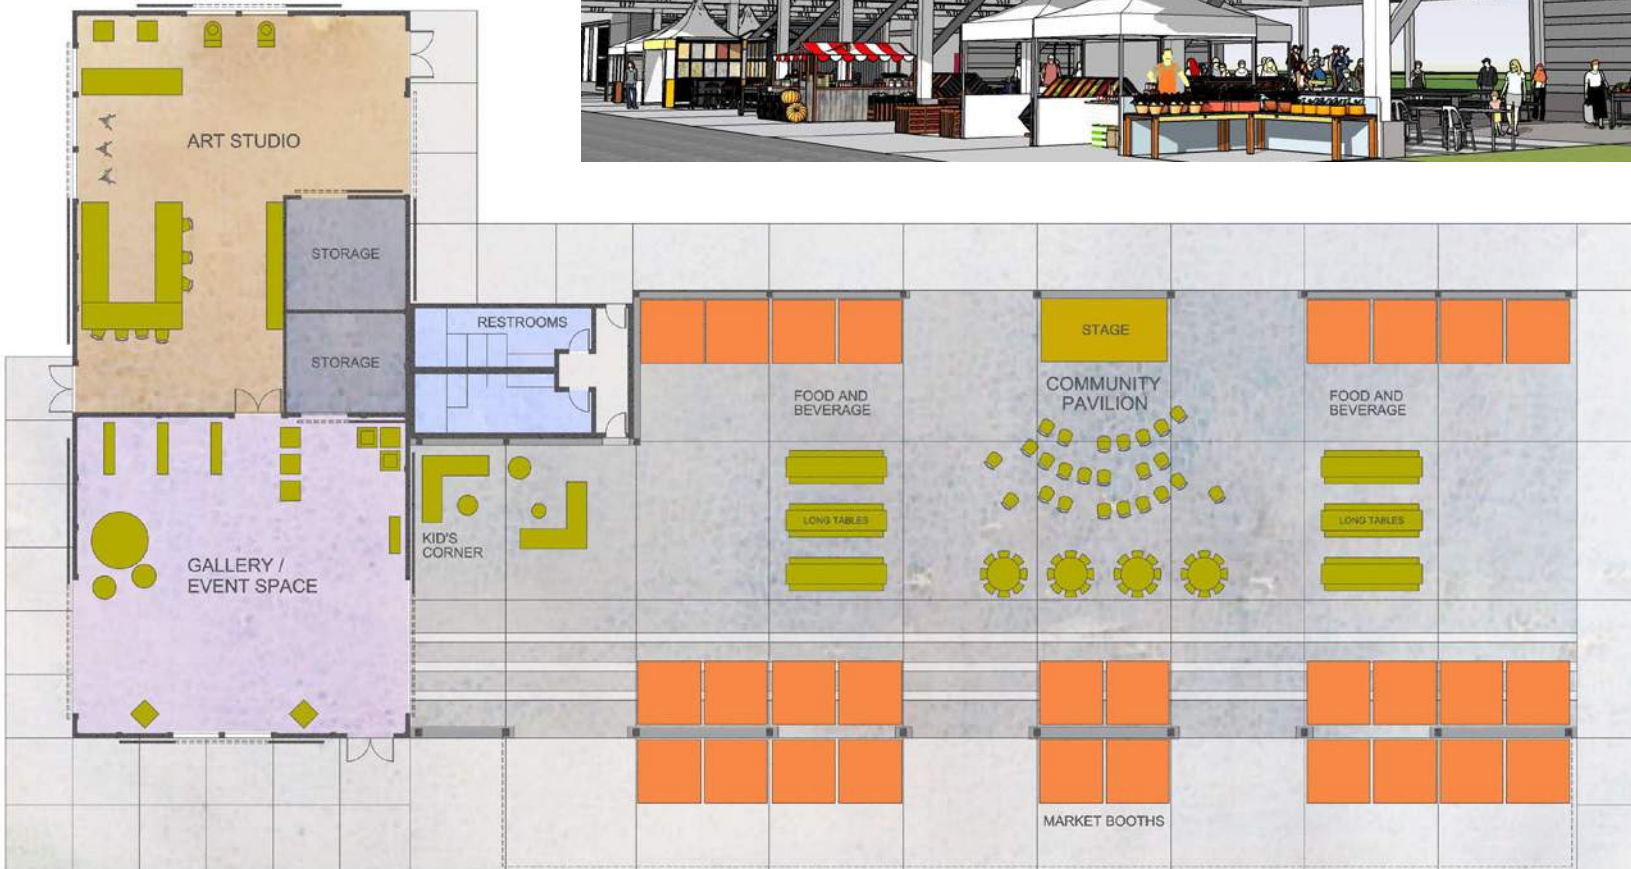 ART STUDIO
STORAGE
STORAGE
RESTROOMS
STAGE
COMMUNITY
PAVILION
FOOD AND
BEVERAGE
FOOD AND
BEVERAGE
LONG TABLES
LONG TABLES
KID'S
CORNER
GALLERY /
EVENT SPACE
MARKET BOOTHS